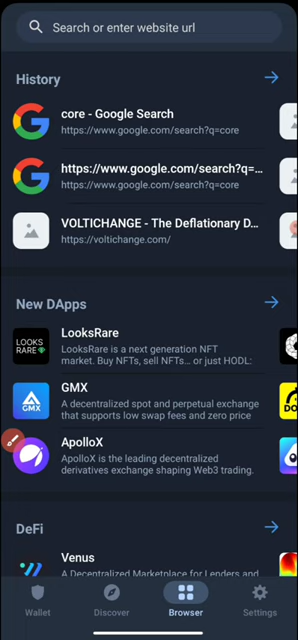 Search or enter website url
History
core - Google Search
https://www.google.com/search?q=core
https://www.google.com/search?q=...
https://www.google.com/search?q=core
VOLTICHANGE - The Deflationary D...
https://voltichange.com/
New DApps
LOOKS
RARE
LooksRare
LooksRare is a next generation NFT
market. Buy NFTs, sell NFTs... or just HODL:
GMX
GMX
A decentralized spot and perpetual exchange
that supports low swap fees and zero price
ApolloX
ApolloX is the leading decentralized
derivatives exchange shaping Web3 trading.
DeFi
Venus
A Decentralized Marketplace for Lenders and
Wallet
Discover
Browser
Settings